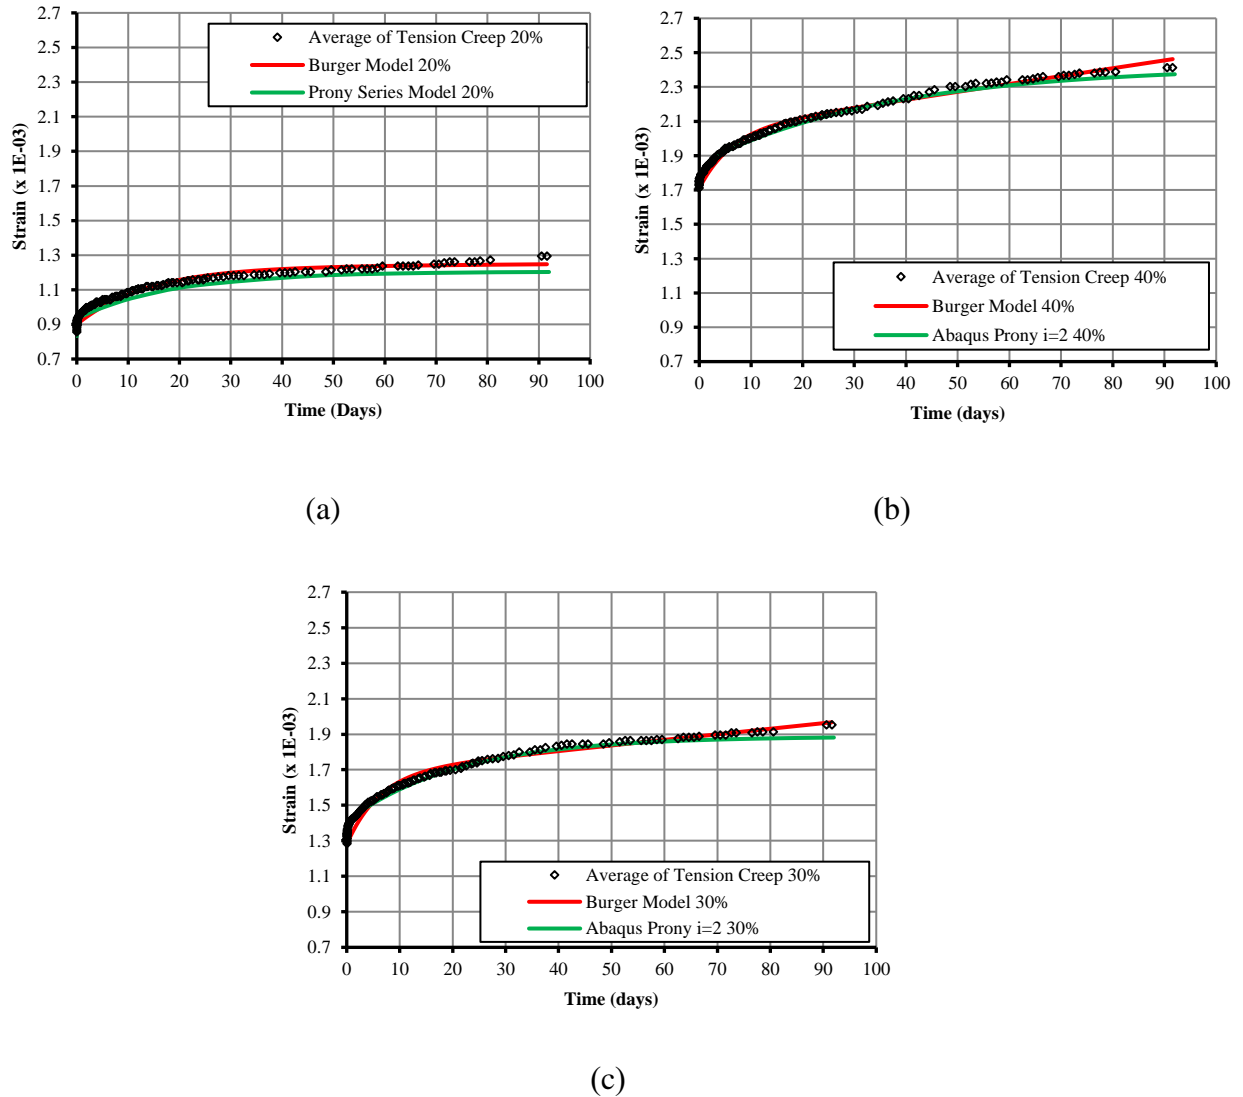 2.7
2.5
2.3
2.1
1.9
1.7
1.5
1.3
1.1
0.9
0.7
Strain (x 1E-03)
Average of Tension Creep 20%
Burger Model 20%
Prony Series Model 20%
0 10 20 30 40 50 60 70 80 90 100
Time (Days)
(a)
2.7
2.5
2.3
2.1
1.9
1.7
1.5
1.3
1.1
0.9
0.7
Strain (x 1E-03)
Average of Tension Creep 40%
Burger Model 40%
Abaqus Prony i=2 40%
0 10 20 30 40 50 60 70 80 90 100
Time (days)
(b)
2.7
2.5
2.3
2.1
1.9
1.7
1.5
1.3
1.1
0.9
0.7
Strain (x 1E-03)
Average of Tension Creep 30%
Burger Model 30%
Abaqus Prony i=2 30%
0 10 20 30 40 50 60 70 80 90 100
Time (days)
(c)